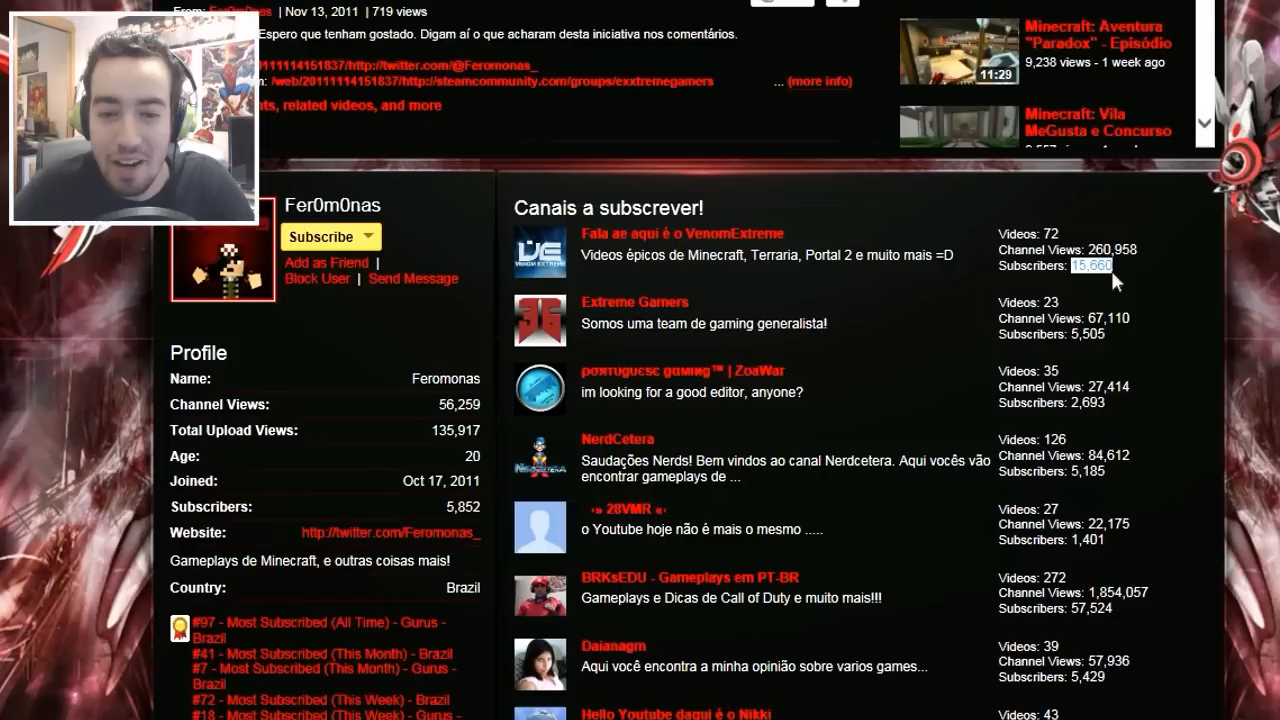 From: Fer0m0nas | Nov 13, 2011 | 719 views
Espero que tenham gostado. Digam aí o que acharam desta iniciativa nos comentários.
20111114151837/http://twitter.com/@Feromonas_
/web/20111114151837/http://steamcommunity.com/groups/exxtremegamers
... (more info)
related videos, and more
Minecraft: Aventura
"Paradox" - Episódio
9,238 views - 1 week ago
11:29
Minecraft: Vila
MeGusta e Concurso
Fer0m0nas
Subscribe
Add as Friend |
Block User | Send Message
Profile
Name: Feromonas
Channel Views: 56,259
Total Upload Views: 135,917
Age: 20
Joined: Oct 17, 2011
Subscribers: 5,852
Website: http://twitter.com/Feromonas_
Gameplays de Minecraft, e outras coisas mais!
Country: Brazil
#97 - Most Subscribed (All Time) - Gurus -
Brazil
#41 - Most Subscribed (This Month) - Brazil
#7 - Most Subscribed (This Month) - Gurus -
Brazil
#72 - Most Subscribed (This Week) - Brazil
#18 - Most Subscribed (This Week) - Gurus -
Canais a subscrever!
Fala ae aqui é o VenomExtreme
Videos épicos de Minecraft, Terraria, Portal 2 e muito mais =D
Videos: 72
Channel Views: 260,958
Subscribers: 15,660
VENOM EXTREME
Extreme Gamers
Somos uma team de gaming generalista!
Videos: 23
Channel Views: 67,110
Subscribers: 5,505
ρσятυgυєѕє gαмιиg™ | ZoaWar
im looking for a good editor, anyone?
Videos: 35
Channel Views: 27,414
Subscribers: 2,693
NerdCetera
Saudações Nerds! Bem vindos ao canal Nerdcetera. Aqui vocês vão
encontrar gameplays de ...
Videos: 126
Channel Views: 84,612
Subscribers: 5,185
NERDCETERA
·» 28VMR «·
o Youtube hoje não é mais o mesmo .....
Videos: 27
Channel Views: 22,175
Subscribers: 1,401
BRKsEDU - Gameplays em PT-BR
Gameplays e Dicas de Call of Duty e muito mais!!!
Videos: 272
Channel Views: 1,854,057
Subscribers: 57,524
Daianagm
Aqui você encontra a minha opinião sobre varios games...
Videos: 39
Channel Views: 57,936
Subscribers: 5,429
Hello Youtube daqui é o Nikki
Videos: 43